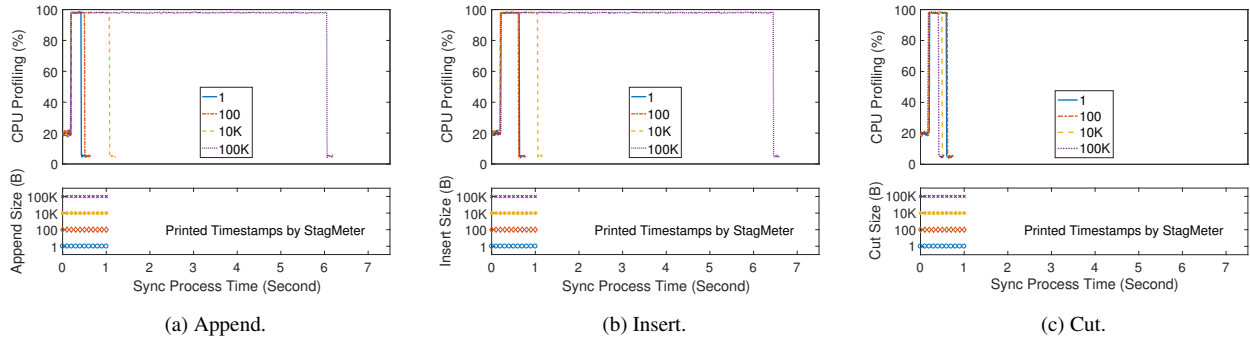 CPU Profiling (%)
100
80
60
40
20
0
1
100
10K
100K
Append Size (B)
100K
10K
100
1
Printed Timestamps by StagMeter
0 1 2 3 4 5 6 7
Sync Process Time (Second)
(a) Append.
CPU Profiling (%)
100
80
60
40
20
0
1
100
10K
100K
Insert Size (B)
100K
10K
100
1
Printed Timestamps by StagMeter
0 1 2 3 4 5 6 7
Sync Process Time (Second)
(b) Insert.
CPU Profiling (%)
100
80
60
40
20
0
1
100
10K
100K
Cut Size (B)
100K
10K
100
1
Printed Timestamps by StagMeter
0 1 2 3 4 5 6 7
Sync Process Time (Second)
(c) Cut.